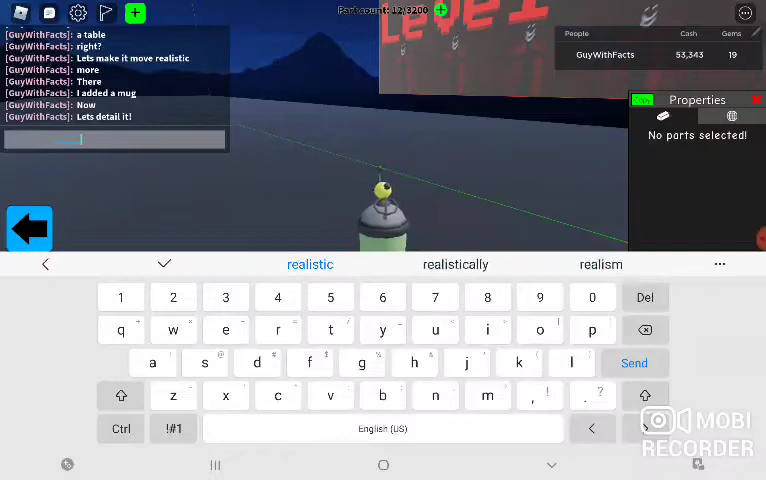 Part count: 12/3200
Level
[GuyWithFacts]: a table
[GuyWithFacts]: right?
[GuyWithFacts]: Lets make it move realistic
[GuyWithFacts]: more
[GuyWithFacts]: There
[GuyWithFacts]: I added a mug
[GuyWithFacts]: Now
[GuyWithFacts]: Lets detail it!
People Cash Gems
GuyWithFacts 53,343 19
Copy Properties X
No parts selected!
realistic realistically realism
1 2 3 4 5 6 7 8 9 0 Del
q w e r t y u i o p
a s d f g h j k l Send
z x c v b n m , ! . ?
Ctrl !#1 English (US) < >
MOBI
RECORDER